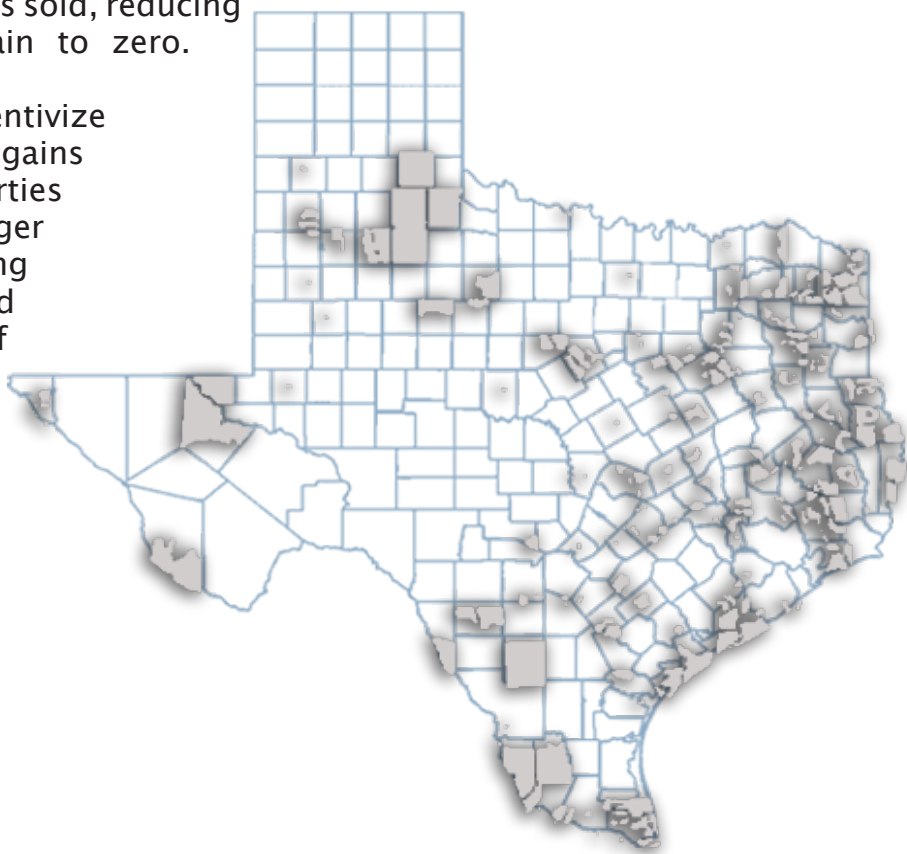 s sold, reducing
ain to zero.
entivize
gains
rties
ger
ng
d
f